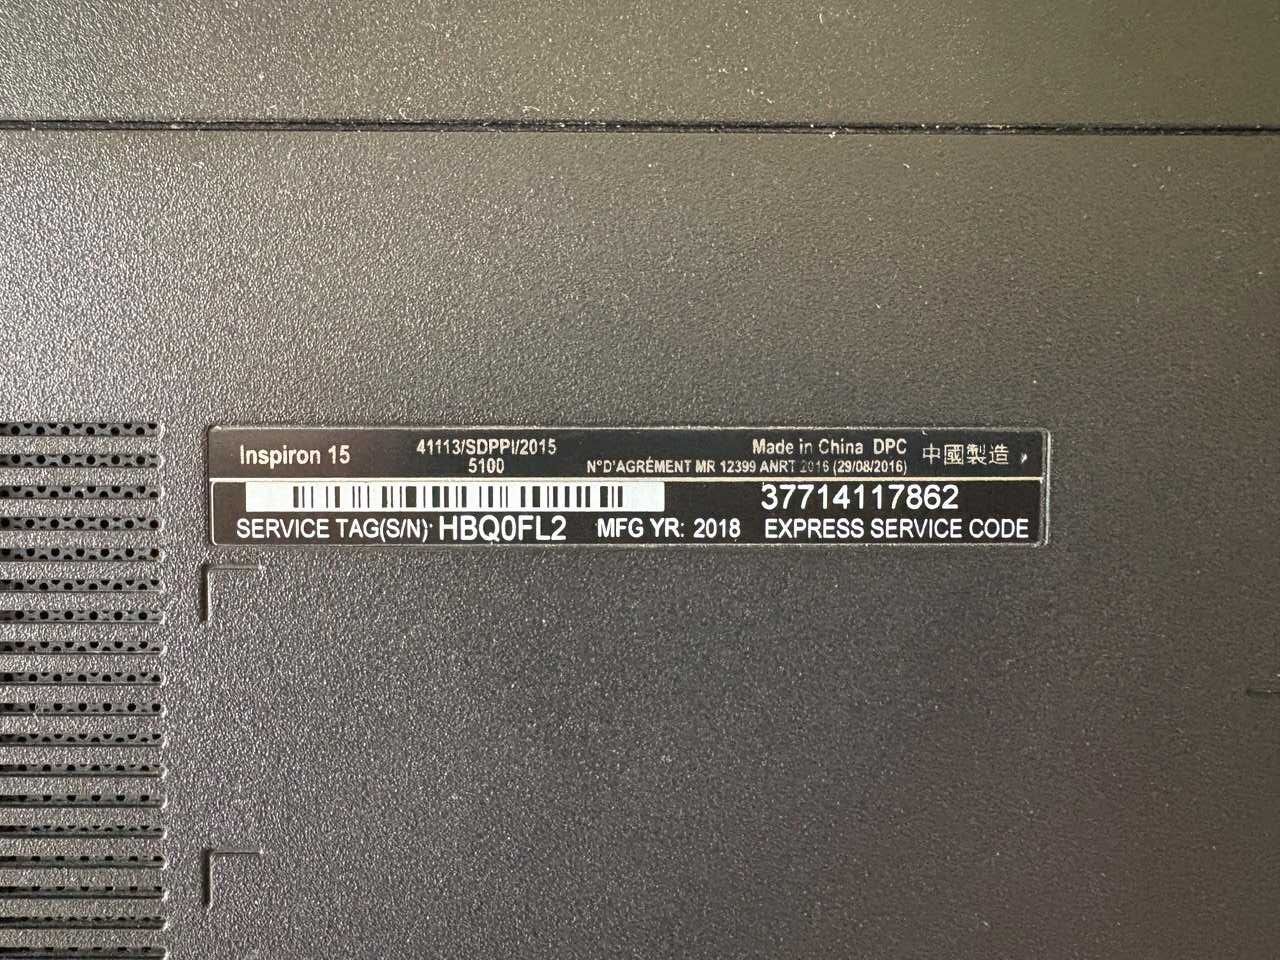 Inspiron 15
41113/SDPPI/2015
5100
Made in China DPC
N°D'AGRÉMENT MR 12399 ANRT 2016 (29/08/2016)
中國製造
37714117862
SERVICE TAG(S/N): HBQ0FL2 MFG YR: 2018 EXPRESS SERVICE CODE